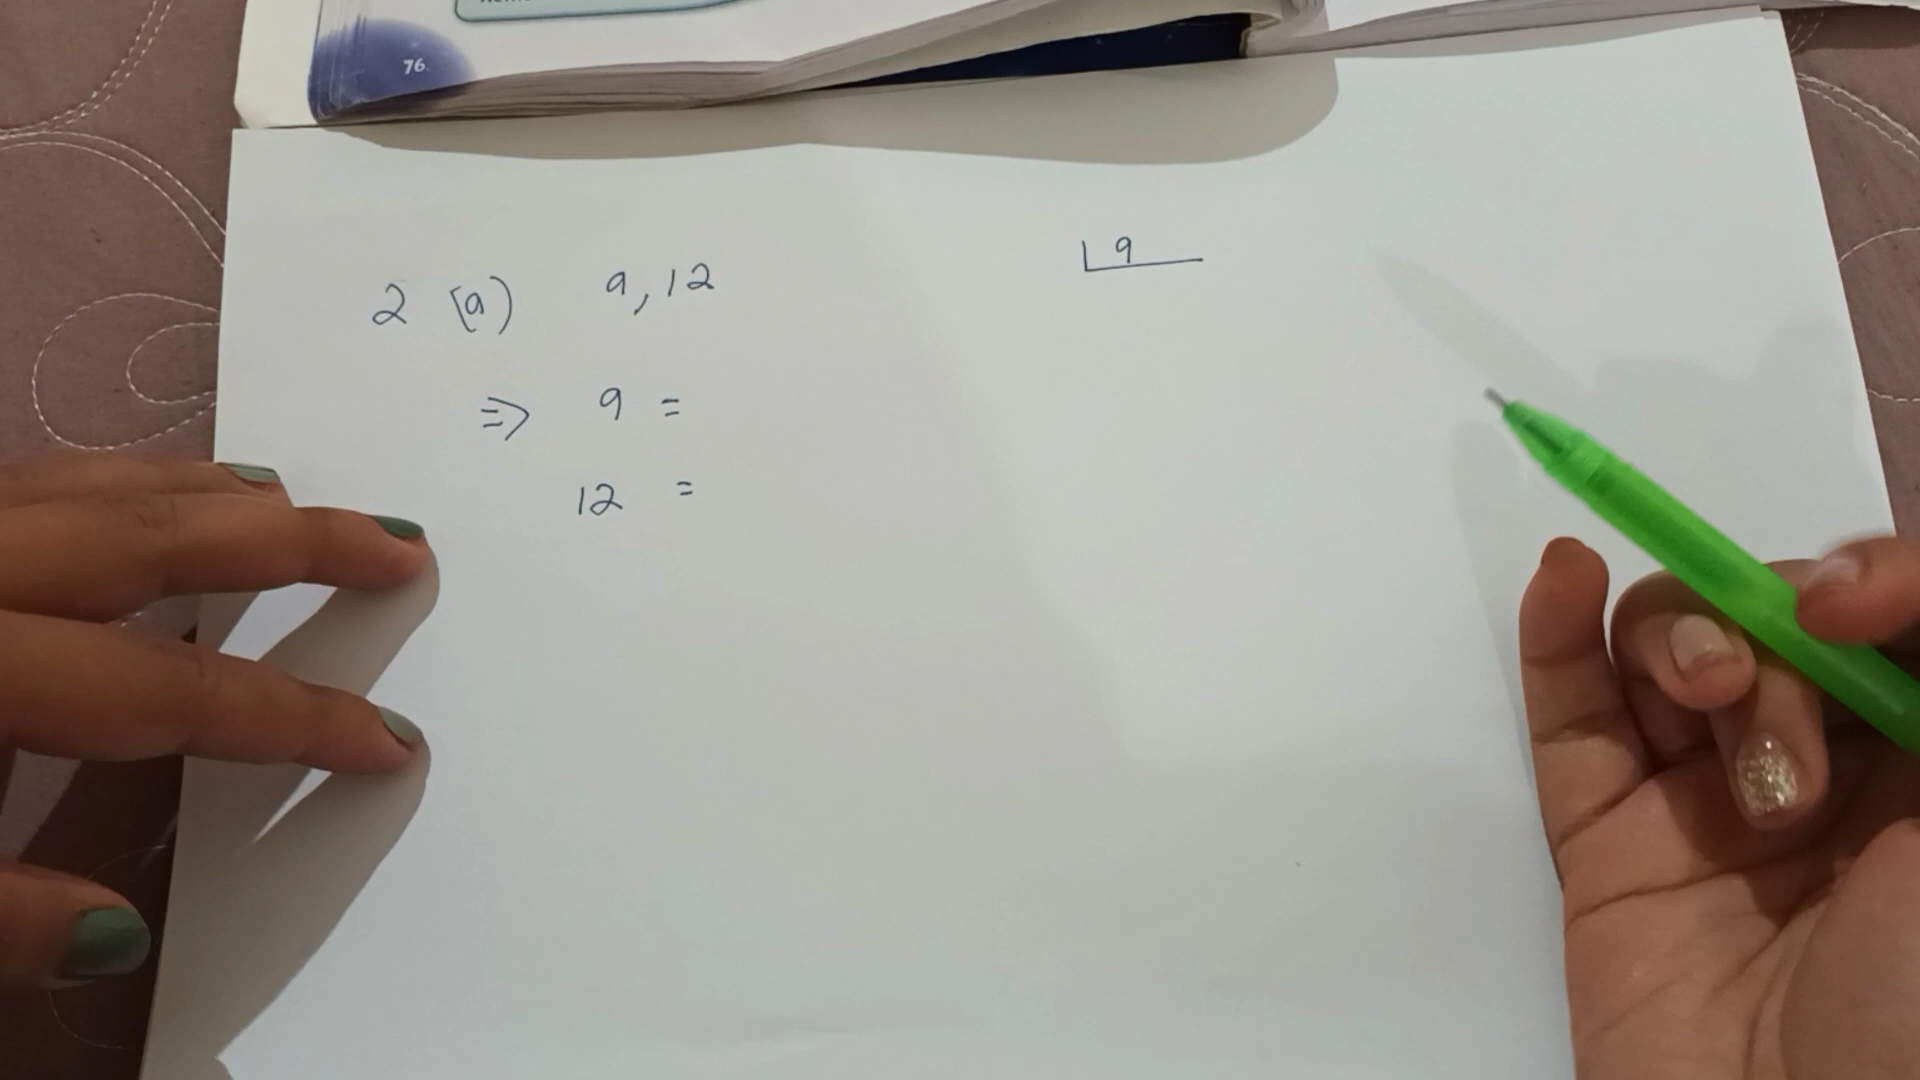 76
2 (a) 9, 12
9
⇒ 9 =
12 =